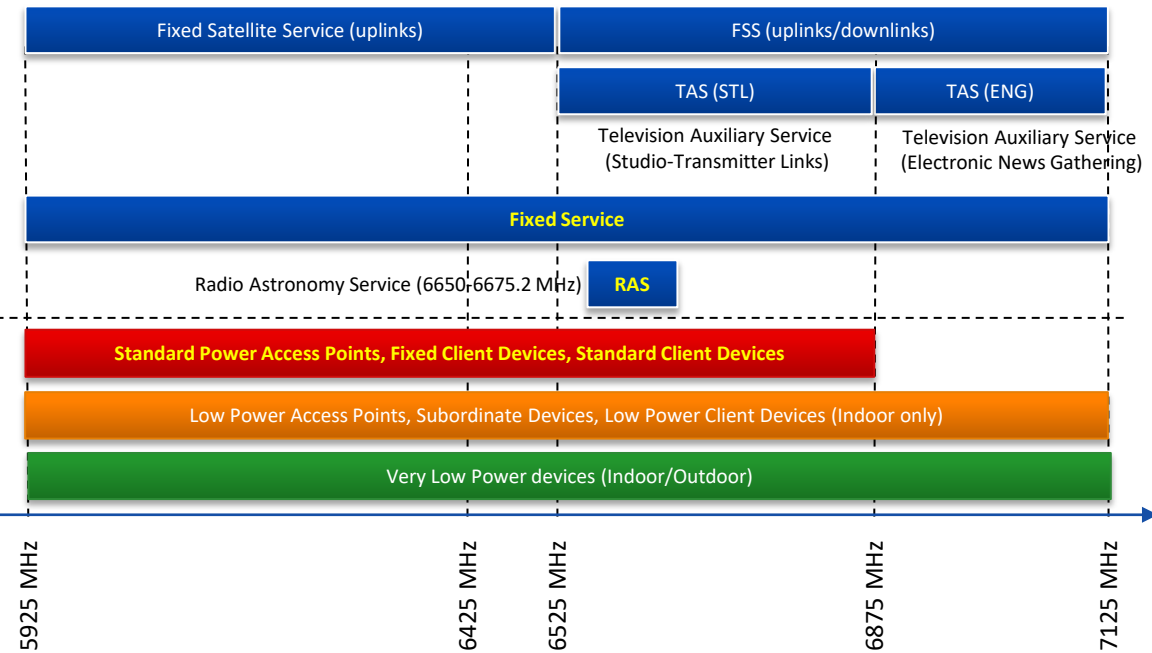 Fixed Satellite Service (uplinks)
FSS (uplinks/downlinks)
TAS (STL)
TAS (ENG)
Television Auxiliary Service
(Studio-Transmitter Links)
Television Auxiliary Service
(Electronic News Gathering)
Fixed Service
Radio Astronomy Service (6650-6675.2 MHz)
RAS
Standard Power Access Points, Fixed Client Devices, Standard Client Devices
Low Power Access Points, Subordinate Devices, Low Power Client Devices (Indoor only)
Very Low Power devices (Indoor/Outdoor)
5925 MHz
6425 MHz
6525 MHz
6875 MHz
7125 MHz